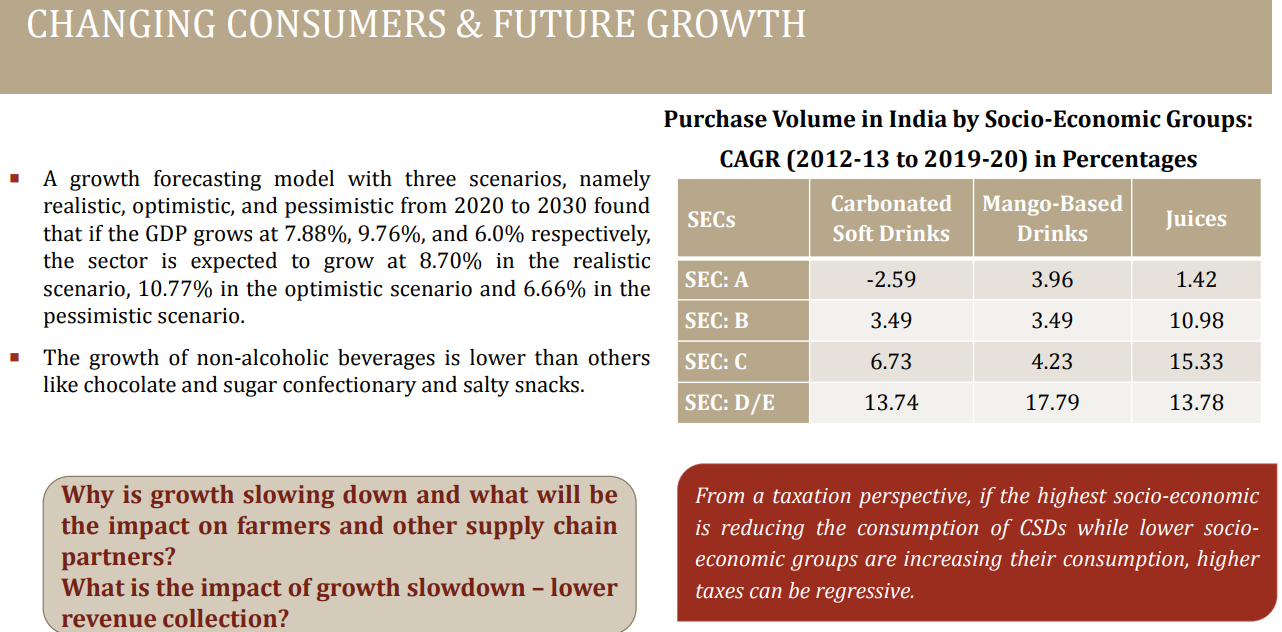 CHANGING CONSUMERS & FUTURE GROWTH
▪ A growth forecasting model with three scenarios, namely
realistic, optimistic, and pessimistic from 2020 to 2030 found
that if the GDP grows at 7.88%, 9.76%, and 6.0% respectively,
the sector is expected to grow at 8.70% in the realistic
scenario, 10.77% in the optimistic scenario and 6.66% in the
pessimistic scenario.
▪ The growth of non-alcoholic beverages is lower than others
like chocolate and sugar confectionary and salty snacks.
Why is growth slowing down and what will be
the impact on farmers and other supply chain
partners?
What is the impact of growth slowdown – lower
revenue collection?
Purchase Volume in India by Socio-Economic Groups:
CAGR (2012-13 to 2019-20) in Percentages
SECs Carbonated Soft Drinks Mango-Based Drinks Juices
SEC: A -2.59 3.96 1.42
SEC: B 3.49 3.49 10.98
SEC: C 6.73 4.23 15.33
SEC: D/E 13.74 17.79 13.78
From a taxation perspective, if the highest socio-economic
is reducing the consumption of CSDs while lower socio-
economic groups are increasing their consumption, higher
taxes can be regressive.